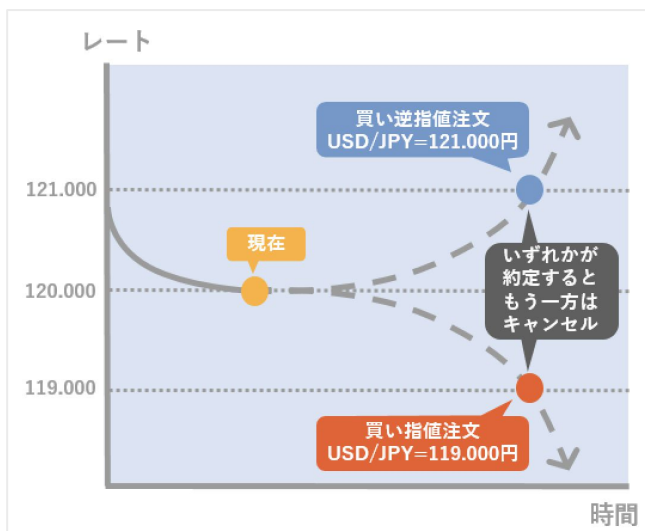 レート
買い逆指値注文
USD/JPY=121.000円
121.000
現在
いずれかが
約定すると
もう一方は
キャンセル
120.000
119.000
買い指値注文
USD/JPY=119.000円
時間